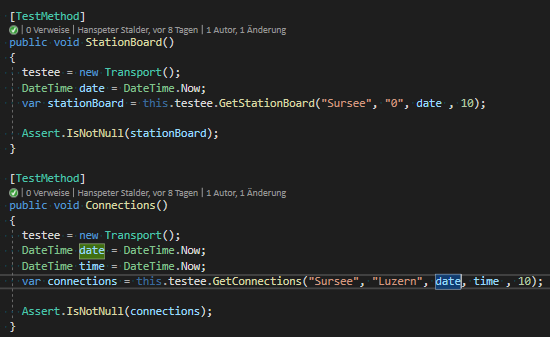 [TestMethod]
| 0 Verweise | Hanspeter Stalder, vor 8 Tagen | 1 Autor, 1 Änderung
public void StationBoard()
{
testee = new Transport();
DateTime date = DateTime.Now;
var stationBoard = this.testee.GetStationBoard("Sursee", "0", date , 10);
Assert.IsNotNull(stationBoard);
}
[TestMethod]
| 0 Verweise | Hanspeter Stalder, vor 8 Tagen | 1 Autor, 1 Änderung
public void Connections()
{
testee = new Transport();
DateTime date = DateTime.Now;
DateTime time = DateTime.Now;
var connections = this.testee.GetConnections("Sursee", "Luzern", date, time , 10);
Assert.IsNotNull(connections);
}